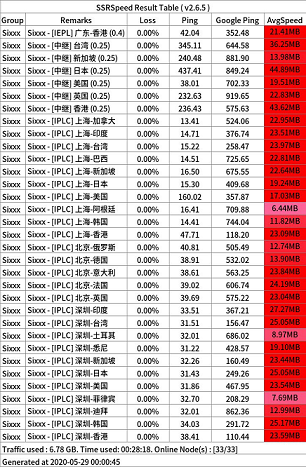 SSRSpeed Result Table ( v2.6.5 )
Group Remarks Loss Ping Google Ping AvgSpeed
Sixxx Sixxx - [IEPL] 广东-香港 (0.4) 0.00% 42.04 352.48 21.41MB
Sixxx Sixxx - [中继] 台湾 (0.25) 0.00% 345.11 644.58 36.25MB
Sixxx Sixxx - [中继] 新加坡 (0.25) 0.00% 240.48 881.90 13.98MB
Sixxx Sixxx - [中继] 日本 (0.25) 0.00% 437.41 849.24 44.83MB
Sixxx Sixxx - [中继] 美国 (0.25) 0.00% 38.01 702.33 19.51MB
Sixxx Sixxx - [中继] 英国 (0.25) 0.00% 232.63 919.65 22.83MB
Sixxx Sixxx - [中继] 香港 (0.25) 0.00% 236.43 575.63 43.62MB
Sixxx Sixxx - [IPLC] 上海-加拿大 0.00% 13.41 524.06 22.95MB
Sixxx Sixxx - [IPLC] 上海-印度 0.00% 14.71 376.74 23.51MB
Sixxx Sixxx - [IPLC] 上海-台湾 0.00% 15.22 258.47 23.97MB
Sixxx Sixxx - [IPLC] 上海-巴西 0.00% 14.51 725.65 22.81MB
Sixxx Sixxx - [IPLC] 上海-新加坡 0.00% 16.50 675.55 22.64MB
Sixxx Sixxx - [IPLC] 上海-日本 0.00% 15.30 409.68 19.24MB
Sixxx Sixxx - [IPLC] 上海-美国 0.00% 160.02 357.87 17.03MB
Sixxx Sixxx - [IPLC] 上海-阿根廷 0.00% 16.41 709.88 6.44MB
Sixxx Sixxx - [IPLC] 上海-韩国 0.00% 14.41 744.04 11.82MB
Sixxx Sixxx - [IPLC] 上海-香港 0.00% 47.71 118.20 23.09MB
Sixxx Sixxx - [IPLC] 北京-俄罗斯 0.00% 40.81 505.49 12.74MB
Sixxx Sixxx - [IPLC] 北京-德国 0.00% 38.91 532.02 13.90MB
Sixxx Sixxx - [IPLC] 北京-意大利 0.00% 38.61 563.25 23.84MB
Sixxx Sixxx - [IPLC] 北京-法国 0.00% 39.02 606.74 24.19MB
Sixxx Sixxx - [IPLC] 北京-英国 0.00% 39.69 575.22 23.04MB
Sixxx Sixxx - [IPLC] 深圳-印度 0.00% 33.51 367.21 27.27MB
Sixxx Sixxx - [IPLC] 深圳-台湾 0.00% 31.51 156.47 25.05MB
Sixxx Sixxx - [IPLC] 深圳-土耳其 0.00% 32.01 686.02 8.97MB
Sixxx Sixxx - [IPLC] 深圳-悉尼 0.00% 31.22 428.57 19.10MB
Sixxx Sixxx - [IPLC] 深圳-新加坡 0.00% 32.26 160.49 23.44MB
Sixxx Sixxx - [IPLC] 深圳-日本 0.00% 31.43 249.26 25.05MB
Sixxx Sixxx - [IPLC] 深圳-美国 0.00% 31.86 467.95 23.54MB
Sixxx Sixxx - [IPLC] 深圳-菲律宾 0.00% 32.70 208.29 7.69MB
Sixxx Sixxx - [IPLC] 深圳-迪拜 0.00% 32.01 862.36 12.99MB
Sixxx Sixxx - [IPLC] 深圳-韩国 0.00% 34.03 291.72 25.17MB
Sixxx Sixxx - [IPLC] 深圳-香港 0.00% 38.41 110.44 23.59MB
Traffic used : 6.78 GB. Time used: 00:28:18. Online Node(s) : [33/33]
Generated at 2020-05-29 00:00:45